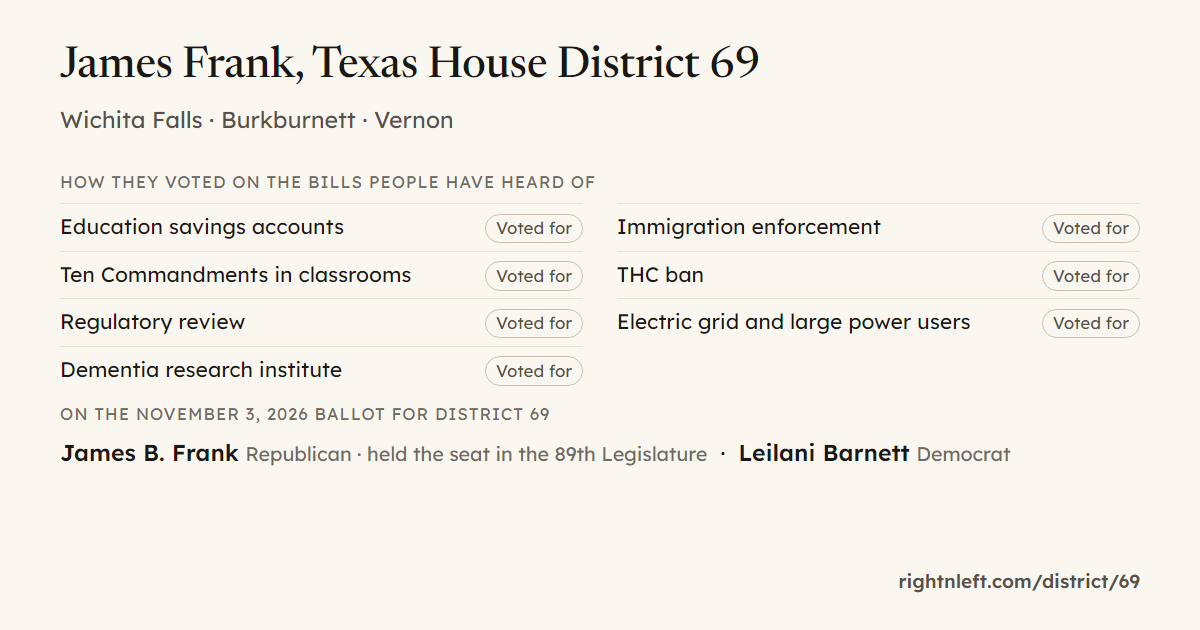 James Frank, Texas House District 69
Wichita Falls · Burkburnett · Vernon
HOW THEY VOTED ON THE BILLS PEOPLE HAVE HEARD OF
Education savings accounts Voted for
Ten Commandments in classrooms Voted for
Regulatory review Voted for
Dementia research institute Voted for
Immigration enforcement Voted for
THC ban Voted for
Electric grid and large power users Voted for
ON THE NOVEMBER 3, 2026 BALLOT FOR DISTRICT 69
James B. Frank Republican · held the seat in the 89th Legislature · Leilani Barnett Democrat
rightnleft.com/district/69